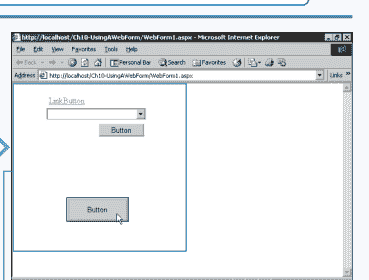 http://localhost/Ch10-UsingAWebForm/WebForm1.aspx - Microsoft Internet Explorer
File Edit View Favorites Tools Help
Back Personal Bar Search Favorites
Address http://localhost/Ch10-UsingAWebForm/WebForm1.aspx Links »
LinkButton
Button
Button